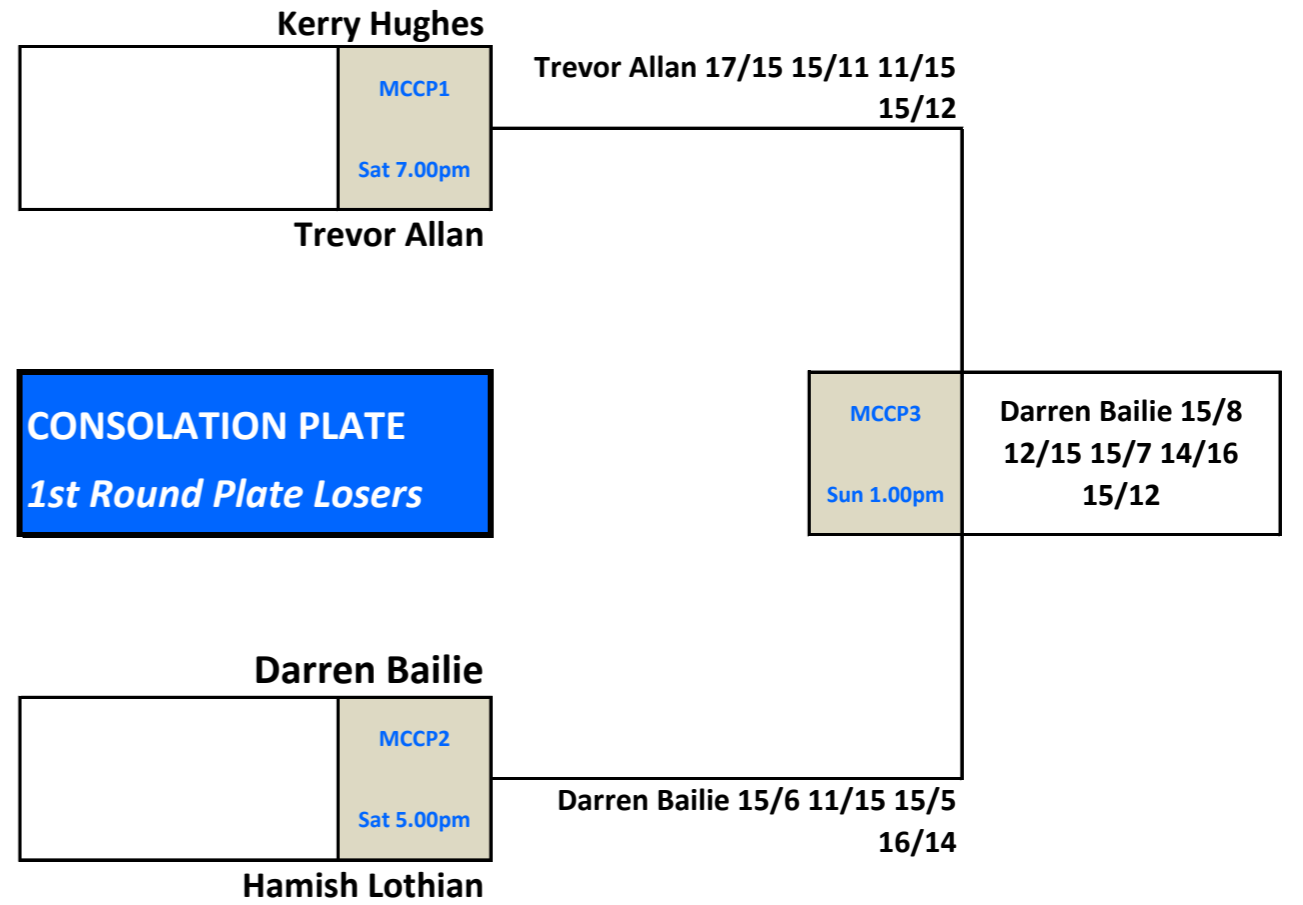 Kerry Hughes
MCCP1
Sat 7.00pm
Trevor Allan 17/15 15/11 11/15
15/12
Trevor Allan
CONSOLATION PLATE
1st Round Plate Losers
MCCP3
Sun 1.00pm
Darren Bailie 15/8
12/15 15/7 14/16
15/12
Darren Bailie
MCCP2
Sat 5.00pm
Darren Bailie 15/6 11/15 15/5
16/14
Hamish Lothian